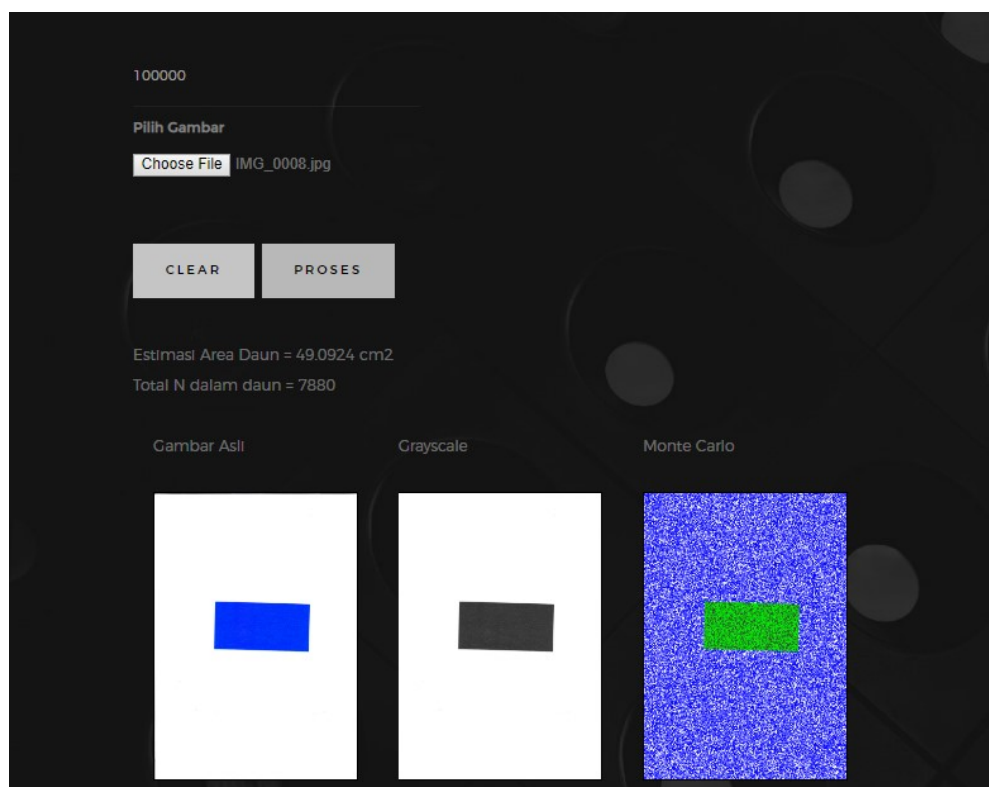 100000
Pilih Gambar
Choose File IMG_0008.jpg
CLEAR PROSES
Estimasi Area Daun = 49.0924 cm2
Total N dalam daun = 7880
Gambar Asli Grayscale Monte Carlo